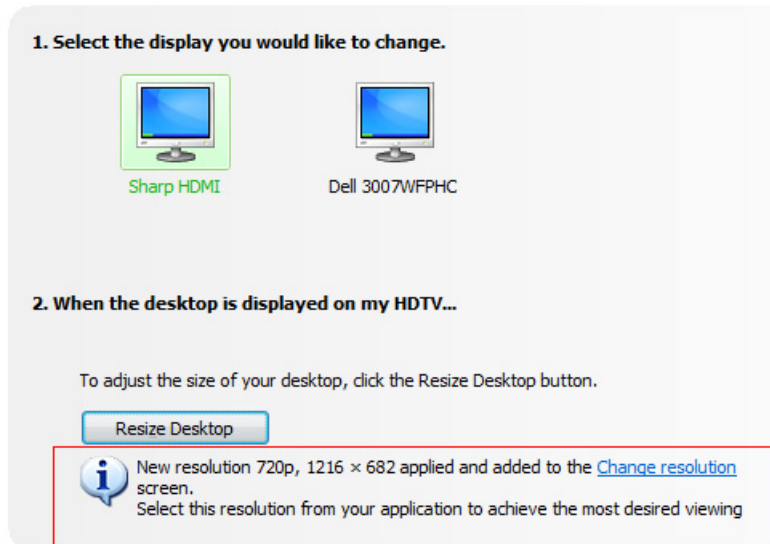 1. Select the display you would like to change.
Sharp HDMI
Dell 3007WFPHC
2. When the desktop is displayed on my HDTV...
To adjust the size of your desktop, click the Resize Desktop button.
Resize Desktop
New resolution 720p, 1216 × 682 applied and added to the Change resolution
screen.
Select this resolution from your application to achieve the most desired viewing